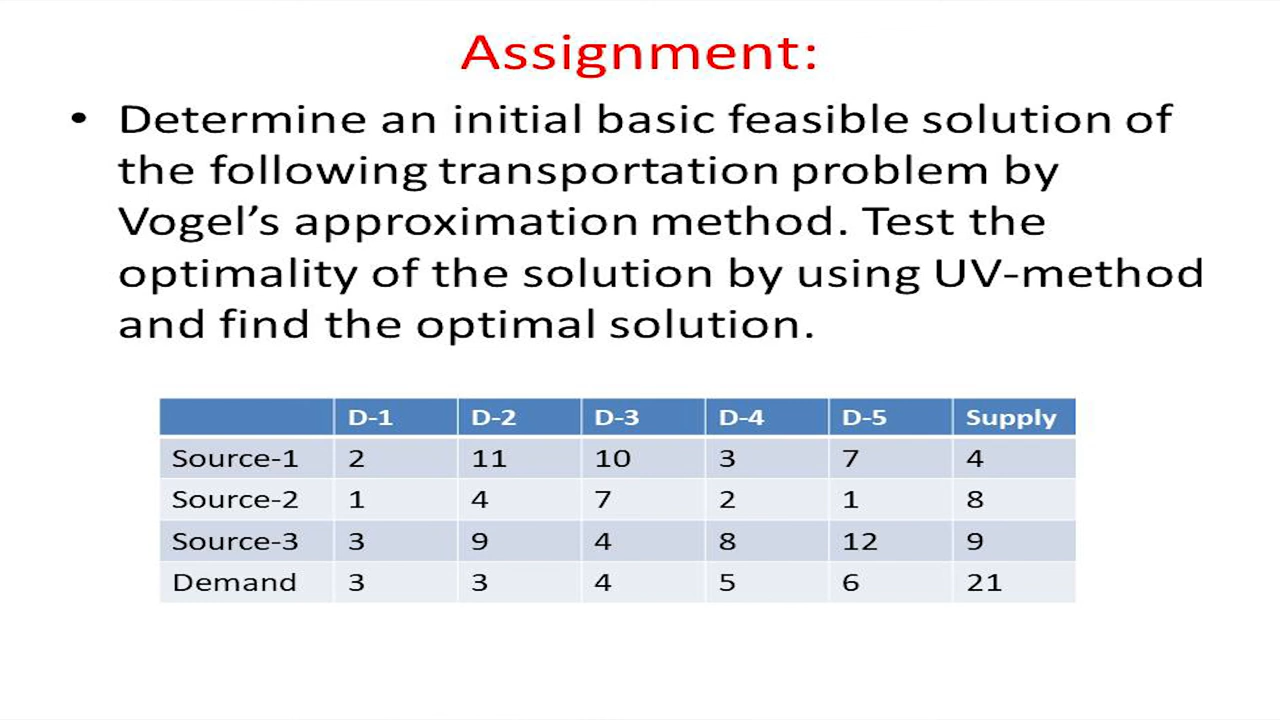 Assignment:
• Determine an initial basic feasible solution of
the following transportation problem by
Vogel’s approximation method. Test the
optimality of the solution by using UV-method
and find the optimal solution.
D-1 D-2 D-3 D-4 D-5 Supply
Source-1 2 11 10 3 7 4
Source-2 1 4 7 2 1 8
Source-3 3 9 4 8 12 9
Demand 3 3 4 5 6 21